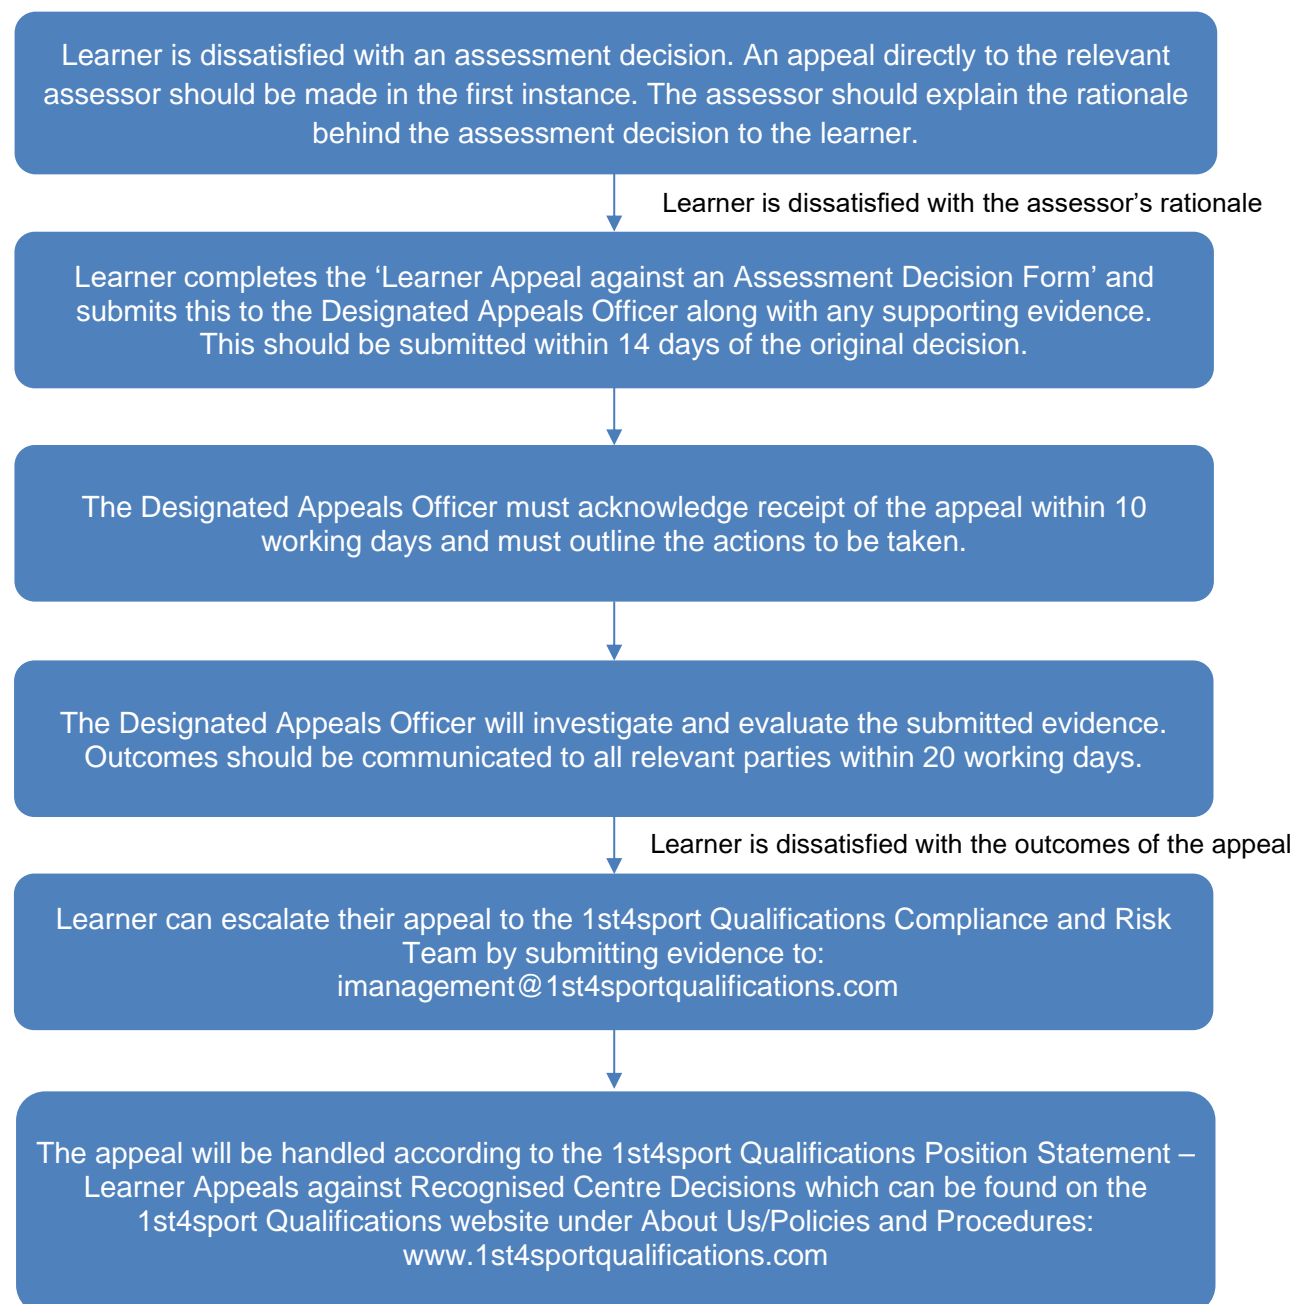 Learner is dissatisfied with an assessment decision. An appeal directly to the relevant
assessor should be made in the first instance. The assessor should explain the rationale
behind the assessment decision to the learner.
Learner is dissatisfied with the assessor’s rationale
Learner completes the ‘Learner Appeal against an Assessment Decision Form’ and
submits this to the Designated Appeals Officer along with any supporting evidence.
This should be submitted within 14 days of the original decision.
The Designated Appeals Officer must acknowledge receipt of the appeal within 10
working days and must outline the actions to be taken.
The Designated Appeals Officer will investigate and evaluate the submitted evidence.
Outcomes should be communicated to all relevant parties within 20 working days.
Learner is dissatisfied with the outcomes of the appeal
Learner can escalate their appeal to the 1st4sport Qualifications Compliance and Risk
Team by submitting evidence to:
imanagement@1st4sportqualifications.com
The appeal will be handled according to the 1st4sport Qualifications Position Statement –
Learner Appeals against Recognised Centre Decisions which can be found on the
1st4sport Qualifications website under About Us/Policies and Procedures:
www.1st4sportqualifications.com